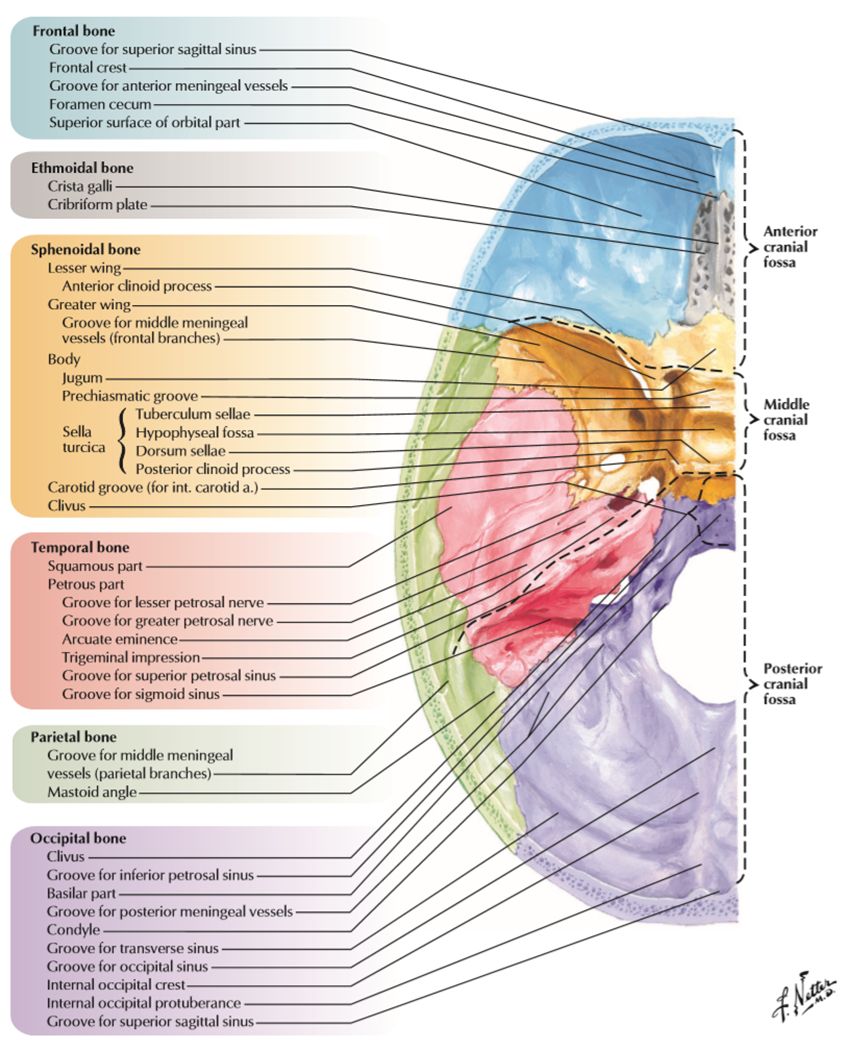 Frontal bone
Groove for superior sagittal sinus
Frontal crest
Groove for anterior meningeal vessels
Foramen cecum
Superior surface of orbital part
Ethmoidal bone
Crista galli
Cribriform plate
Sphenoidal bone
Lesser wing
Anterior clinoid process
Greater wing
Groove for middle meningeal
vessels (frontal branches)
Body
Jugum
Prechiasmatic groove
Sella
turcica
Tuberculum sellae
Hypophyseal fossa
Dorsum sellae
Posterior clinoid process
Carotid groove (for int. carotid a.)
Clivus
Temporal bone
Squamous part
Petrous part
Groove for lesser petrosal nerve
Groove for greater petrosal nerve
Arcuate eminence
Trigeminal impression
Groove for superior petrosal sinus
Groove for sigmoid sinus
Parietal bone
Groove for middle meningeal
vessels (parietal branches)
Mastoid angle
Occipital bone
Clivus
Groove for inferior petrosal sinus
Basilar part
Groove for posterior meningeal vessels
Condyle
Groove for transverse sinus
Groove for occipital sinus
Internal occipital crest
Internal occipital protuberance
Groove for superior sagittal sinus
Anterior
cranial
fossa
Middle
cranial
fossa
Posterior
cranial
fossa
F. Netter
M.D.